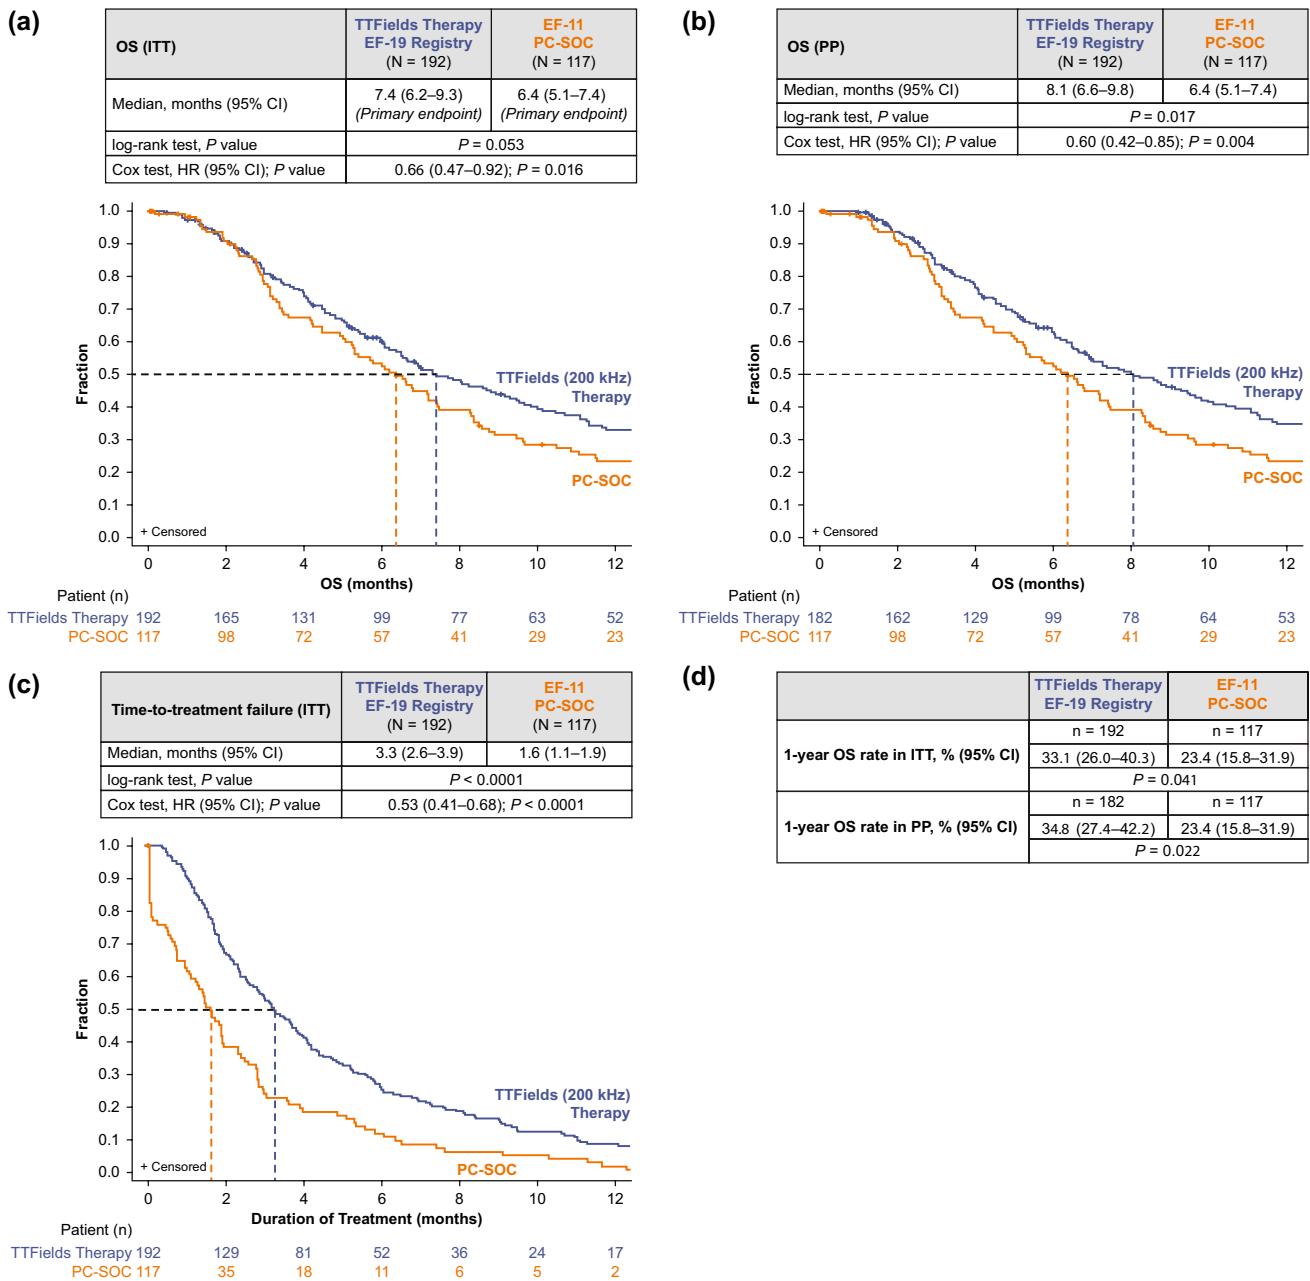 (a)
OS (ITT)
TTFields Therapy
EF-19 Registry
(N = 192)
EF-11
PC-SOC
(N = 117)
Median, months (95% CI)
7.4 (6.2–9.3)
(Primary endpoint)
6.4 (5.1–7.4)
(Primary endpoint)
log-rank test, P value
P = 0.053
Cox test, HR (95% CI); P value
0.66 (0.47–0.92); P = 0.016
1.0
0.9
0.8
0.7
0.6
0.5
0.4
0.3
0.2
0.1
0.0
Fraction
TTFields (200 kHz)
Therapy
PC-SOC
+ Censored
0 2 4 6 8 10 12
OS (months)
Patient (n)
TTFields Therapy 192 165 131 99 77 63 52
PC-SOC 117 98 72 57 41 29 23
(b)
OS (PP)
TTFields Therapy
EF-19 Registry
(N = 192)
EF-11
PC-SOC
(N = 117)
Median, months (95% CI)
8.1 (6.6–9.8)
6.4 (5.1–7.4)
log-rank test, P value
P = 0.017
Cox test, HR (95% CI); P value
0.60 (0.42–0.85); P = 0.004
1.0
0.9
0.8
0.7
0.6
0.5
0.4
0.3
0.2
0.1
0.0
Fraction
TTFields (200 kHz)
Therapy
PC-SOC
+ Censored
0 2 4 6 8 10 12
OS (months)
Patient (n)
TTFields Therapy 182 162 129 99 78 64 53
PC-SOC 117 98 72 57 41 29 23
(c)
Time-to-treatment failure (ITT)
TTFields Therapy
EF-19 Registry
(N = 192)
EF-11
PC-SOC
(N = 117)
Median, months (95% CI)
3.3 (2.6–3.9)
1.6 (1.1–1.9)
log-rank test, P value
P < 0.0001
Cox test, HR (95% CI); P value
0.53 (0.41–0.68); P < 0.0001
1.0
0.9
0.8
0.7
0.6
0.5
0.4
0.3
0.2
0.1
0.0
Fraction
TTFields (200 kHz)
Therapy
PC-SOC
+ Censored
0 2 4 6 8 10 12
Duration of Treatment (months)
Patient (n)
TTFields Therapy 192 129 81 52 36 24 17
PC-SOC 117 35 18 11 6 5 2
(d)
TTFields Therapy
EF-19 Registry
EF-11
PC-SOC
1-year OS rate in ITT, % (95% CI)
n = 192
n = 117
33.1 (26.0–40.3)
23.4 (15.8–31.9)
P = 0.041
1-year OS rate in PP, % (95% CI)
n = 182
n = 117
34.8 (27.4–42.2)
23.4 (15.8–31.9)
P = 0.022